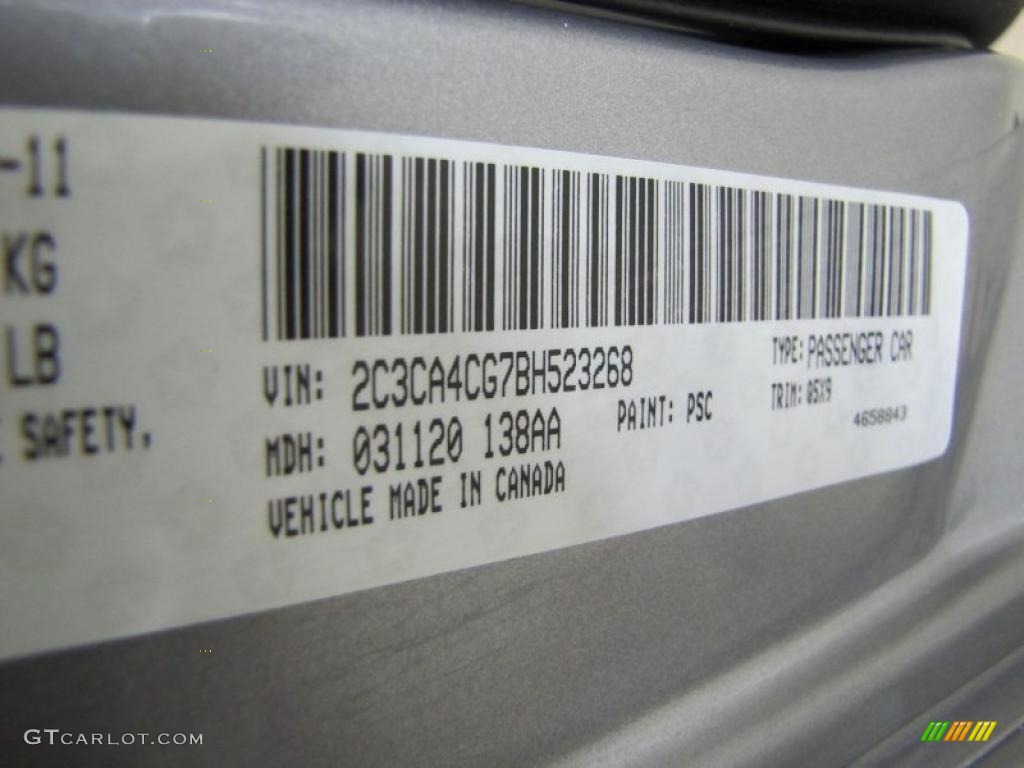 -11
KG
LB
SAFETY.
VIN: 2C3CA4CG7BH523268
TYPE: PASSENGER CAR
MDH: 031120 138AA
PAINT: PSC
TRIM: 05X9
4658843
VEHICLE MADE IN CANADA
GTCARLOT.COM